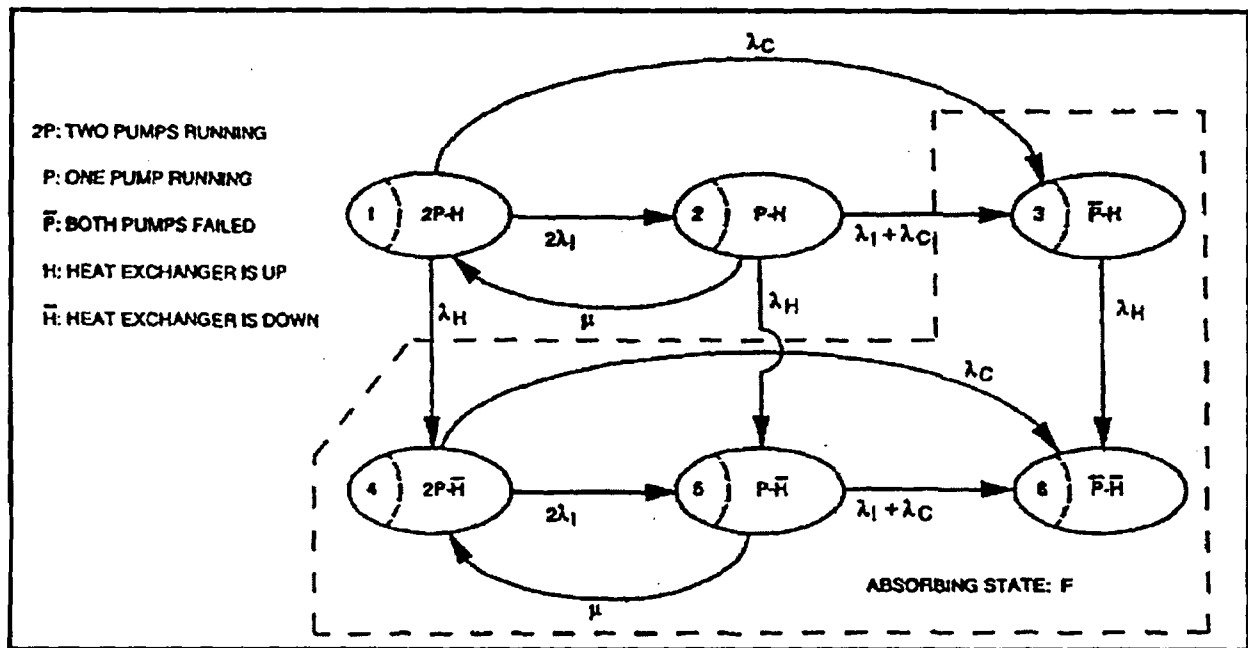 λC
2P: TWO PUMPS RUNNING
P: ONE PUMP RUNNING
P̄: BOTH PUMPS FAILED
H: HEAT EXCHANGER IS UP
H̄: HEAT EXCHANGER IS DOWN
1 2P-H
2λI
2 P-H
λI + λC
3 P̄-H
μ
λH
λH
λH
λC
4 2P-H̄
2λI
5 P-H̄
λI + λC
6 P̄-H̄
μ
ABSORBING STATE: F